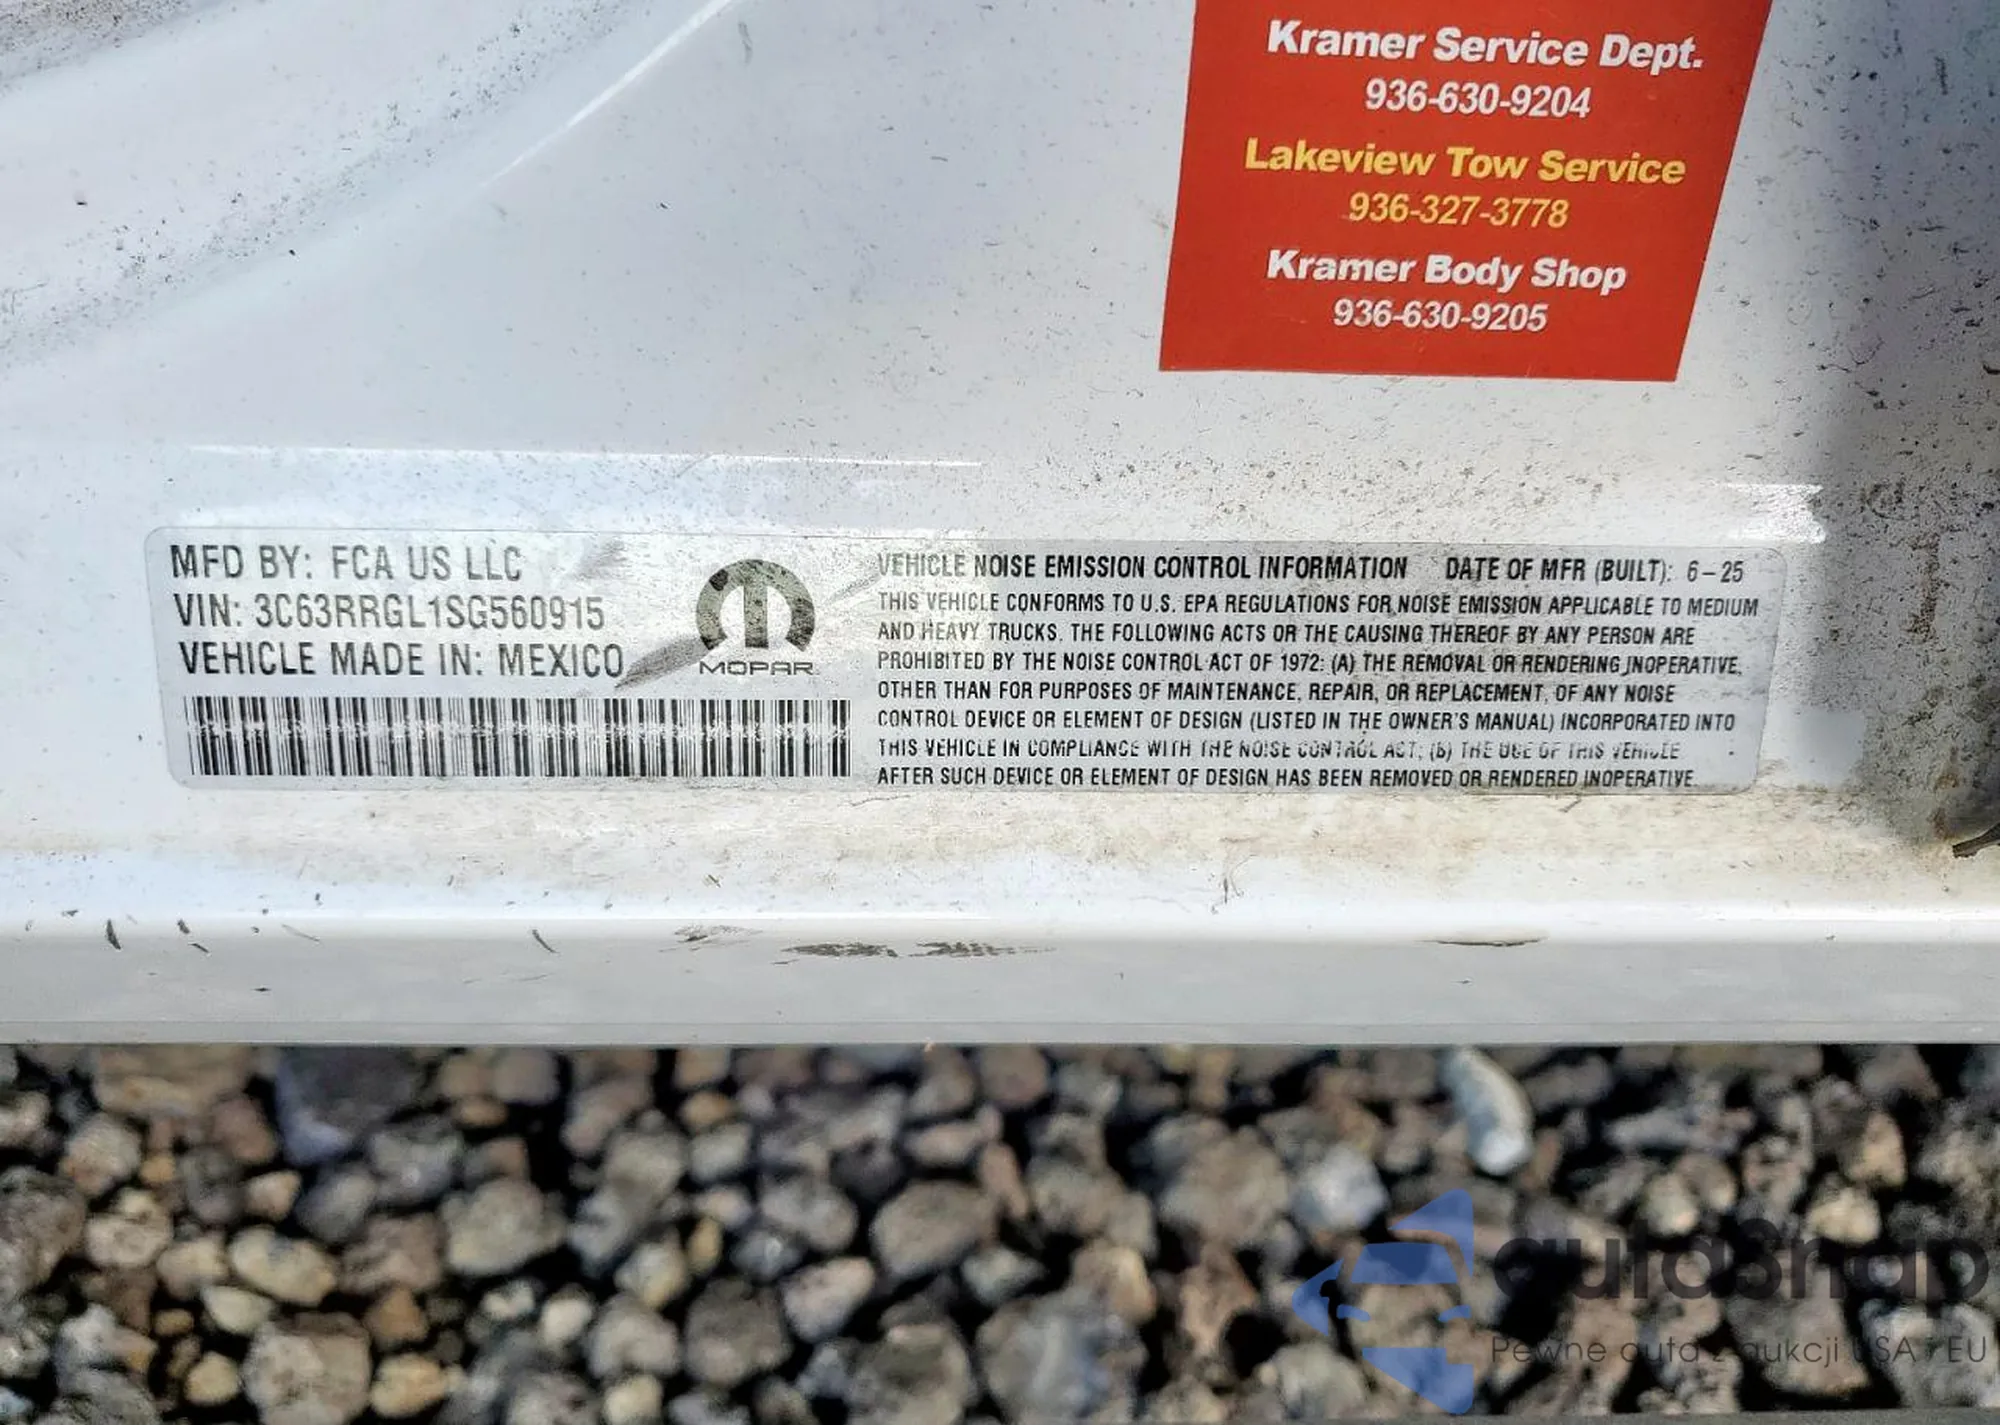 Kramer Service Dept.
936-630-9204
Lakeview Tow Service
936-327-3778
Kramer Body Shop
936-630-9205
MFD BY: FCA US LLC
VIN: 3C63RRGL1SG560915
VEHICLE MADE IN: MEXICO
MOPAR
VEHICLE NOISE EMISSION CONTROL INFORMATION DATE OF MFR (BUILT): 6-25
THIS VEHICLE CONFORMS TO U.S. EPA REGULATIONS FOR NOISE EMISSION APPLICABLE TO MEDIUM
AND HEAVY TRUCKS. THE FOLLOWING ACTS OR THE CAUSING THEREOF BY ANY PERSON ARE
PROHIBITED BY THE NOISE CONTROL ACT OF 1972: (A) THE REMOVAL OR RENDERING INOPERATIVE,
OTHER THAN FOR PURPOSES OF MAINTENANCE, REPAIR, OR REPLACEMENT, OF ANY NOISE
CONTROL DEVICE OR ELEMENT OF DESIGN (LISTED IN THE OWNER'S MANUAL) INCORPORATED INTO
THIS VEHICLE IN COMPLIANCE WITH THE NOISE CONTROL ACT; (b) THE USE OF THIS VEHICLE
AFTER SUCH DEVICE OR ELEMENT OF DESIGN HAS BEEN REMOVED OR RENDERED INOPERATIVE.
autaSnap
Pewne auta z aukcji USA i EU